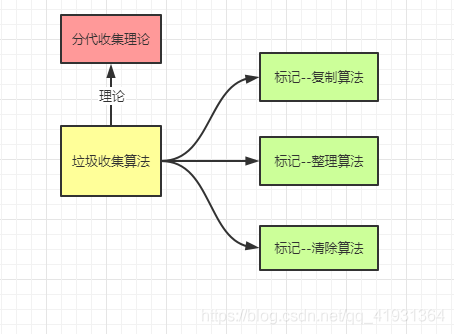 分代收集理论
理论
标记--复制算法
垃圾收集算法
标记--整理算法
标记--清除算法
https://blog.csdn.net/qq_41931364